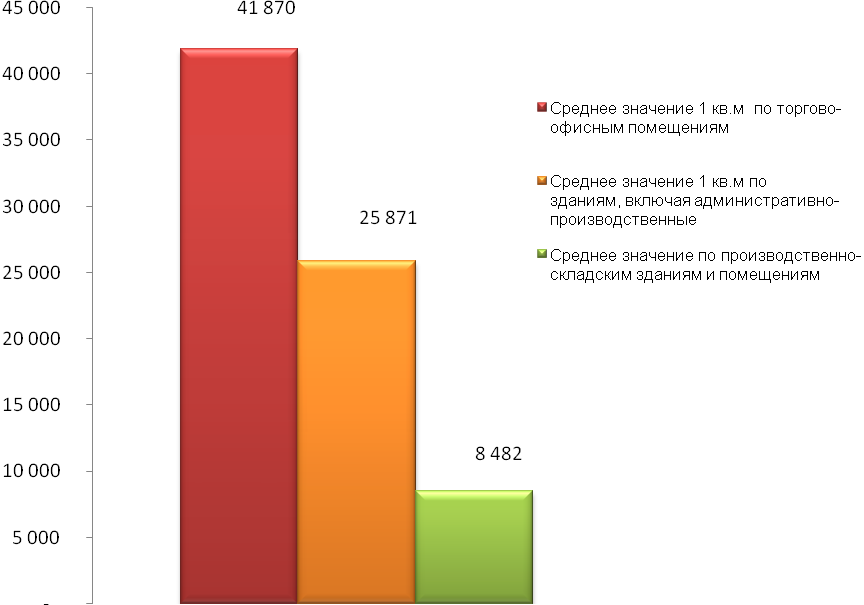 45 000
40 000
35 000
30 000
25 000
20 000
15 000
10 000
5 000
-
41 870
25 871
8 482
Среднее значение 1 кв.м  по торгово-
офисным помещениям
Среднее значение 1 кв.м по
зданиям, включая административно-
производственные
Среднее значение по производственно-
складским зданиям и помещениям